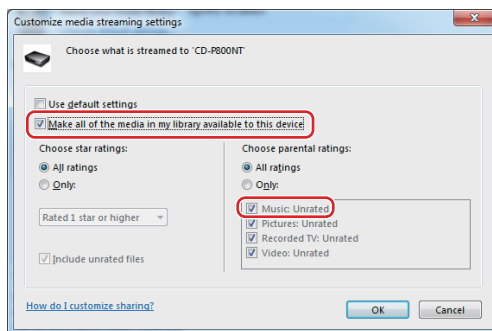 Customize media streaming settings
Choose what is streamed to 'CD-P800NT'
Use default settings
Make all of the media in my library available to this device
Choose star ratings:
All ratings
Only:
Rated 1 star or higher
Include unrated files
Choose parental ratings:
All ratings
Only:
Music: Unrated
Pictures: Unrated
Recorded TV: Unrated
Video: Unrated
How do I customize sharing?
OK
Cancel